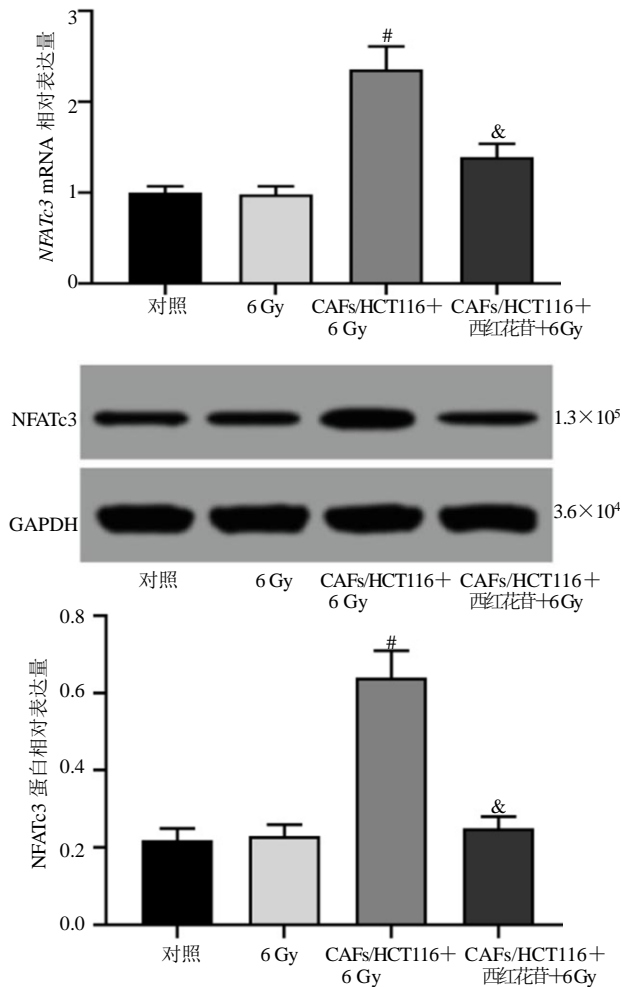 3
2
1
0
NFATc3 mRNA 相对表达量
#
&
对照
6 Gy
CAFs/HCT116+
6 Gy
CAFs/HCT116+
西红花苷+6Gy
NFATc3
1.3×10⁵
GAPDH
3.6×10⁴
对照
6 Gy
CAFs/HCT116+
6 Gy
CAFs/HCT116+
西红花苷+6Gy
0.8
0.6
0.4
0.2
0.0
NFATc3 蛋白相对表达量
#
&
对照
6 Gy
CAFs/HCT116+
6 Gy
CAFs/HCT116+
西红花苷+6Gy